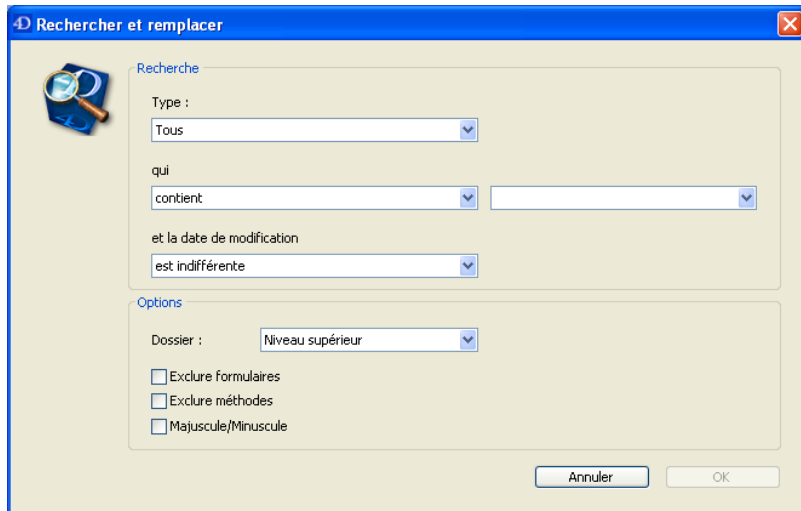 4D Rechercher et remplacer
Recherche
Type :
Tous
qui
contient
et la date de modification
est indifférente
Options
Dossier : Niveau supérieur
Exclure formulaires
Exclure méthodes
Majuscule/Minuscule
Annuler OK